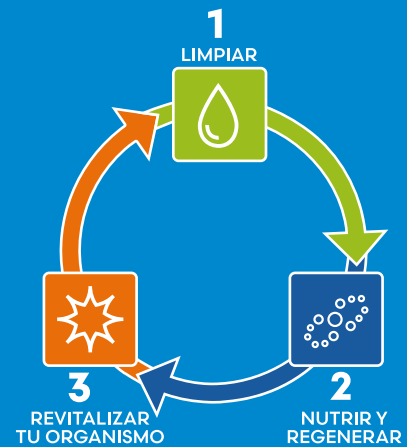 1
LIMPIAR
2
NUTRIR Y
REGENERAR
3
REVITALIZAR
TU ORGANISMO